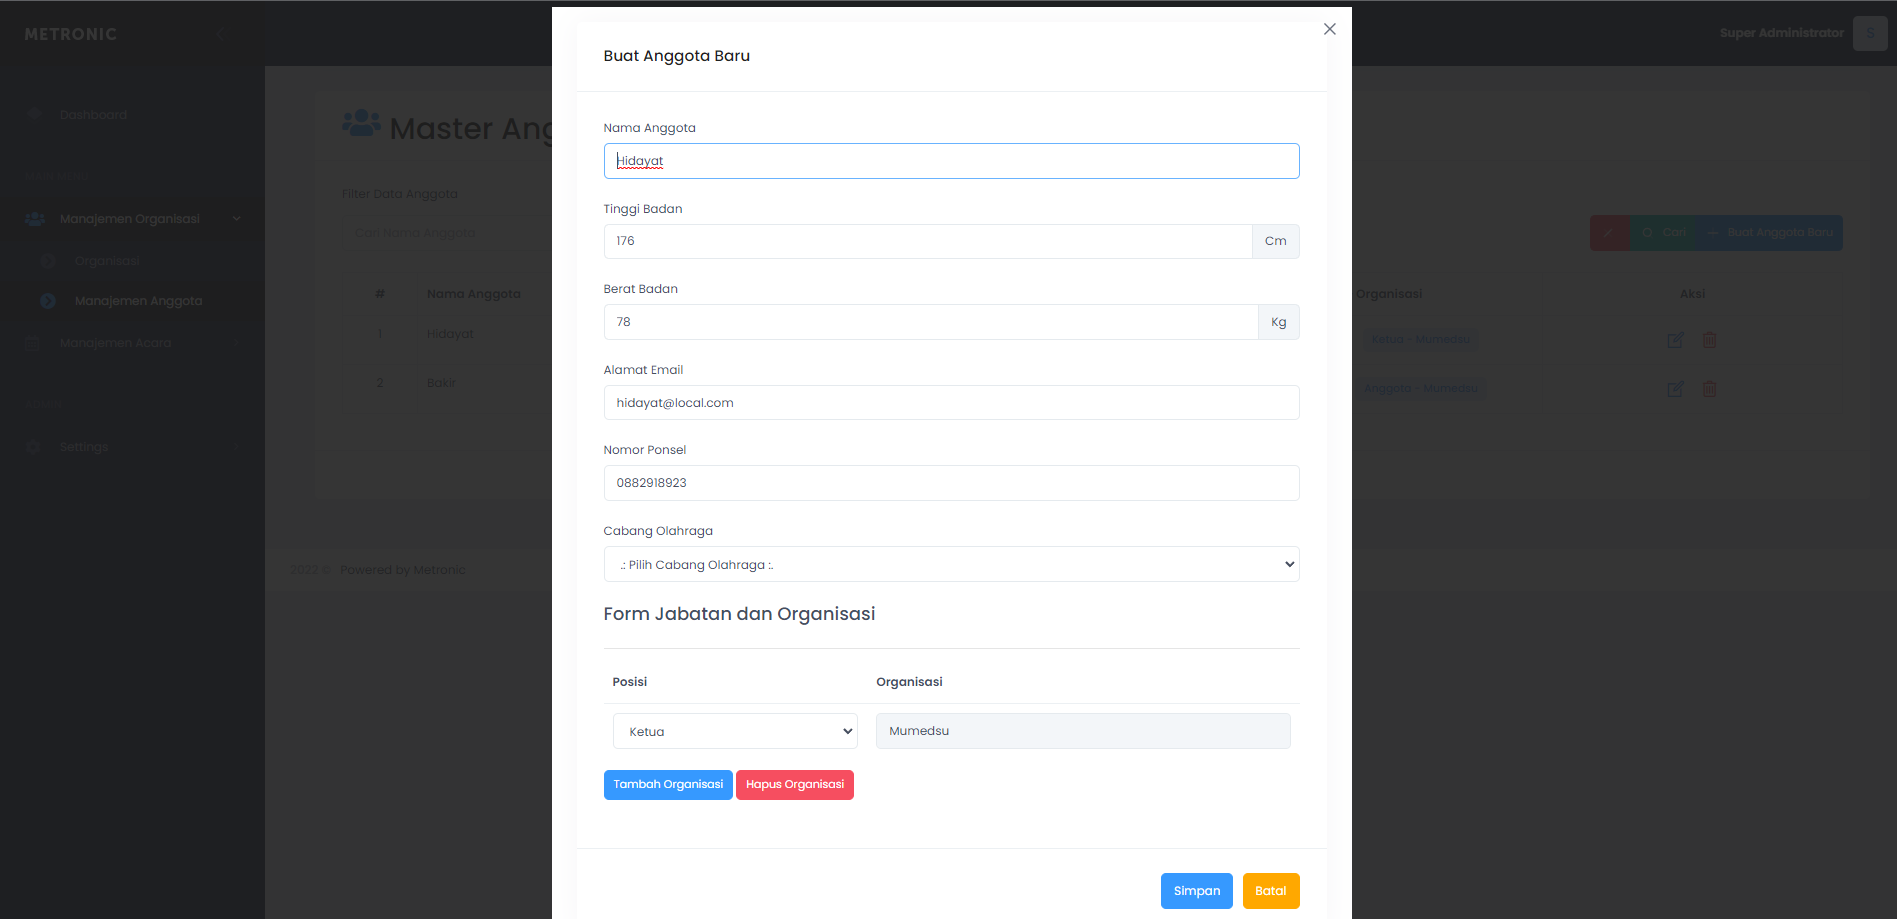 METRONIC
Super Administrator
S
Dashboard
Manajemen Organisasi
Organisasi
Manajemen Anggota
Manajemen Acara
Settings
Master Ang
Filter Data Anggota
Cari Nama Anggota
Cari
Buat Anggota Baru
# Nama Anggota Organisasi Aksi
1 Hidayat Ketua - Mumedsu
2 Bakir Anggota - Mumedsu
2022 © Powered by Metronic
Buat Anggota Baru
Nama Anggota
Hidayat
Tinggi Badan
176 Cm
Berat Badan
78 Kg
Alamat Email
hidayat@local.com
Nomor Ponsel
0882918923
Cabang Olahraga
.: Pilih Cabang Olahraga :.
Form Jabatan dan Organisasi
Posisi Organisasi
Ketua Mumedsu
Tambah Organisasi Hapus Organisasi
Simpan Batal